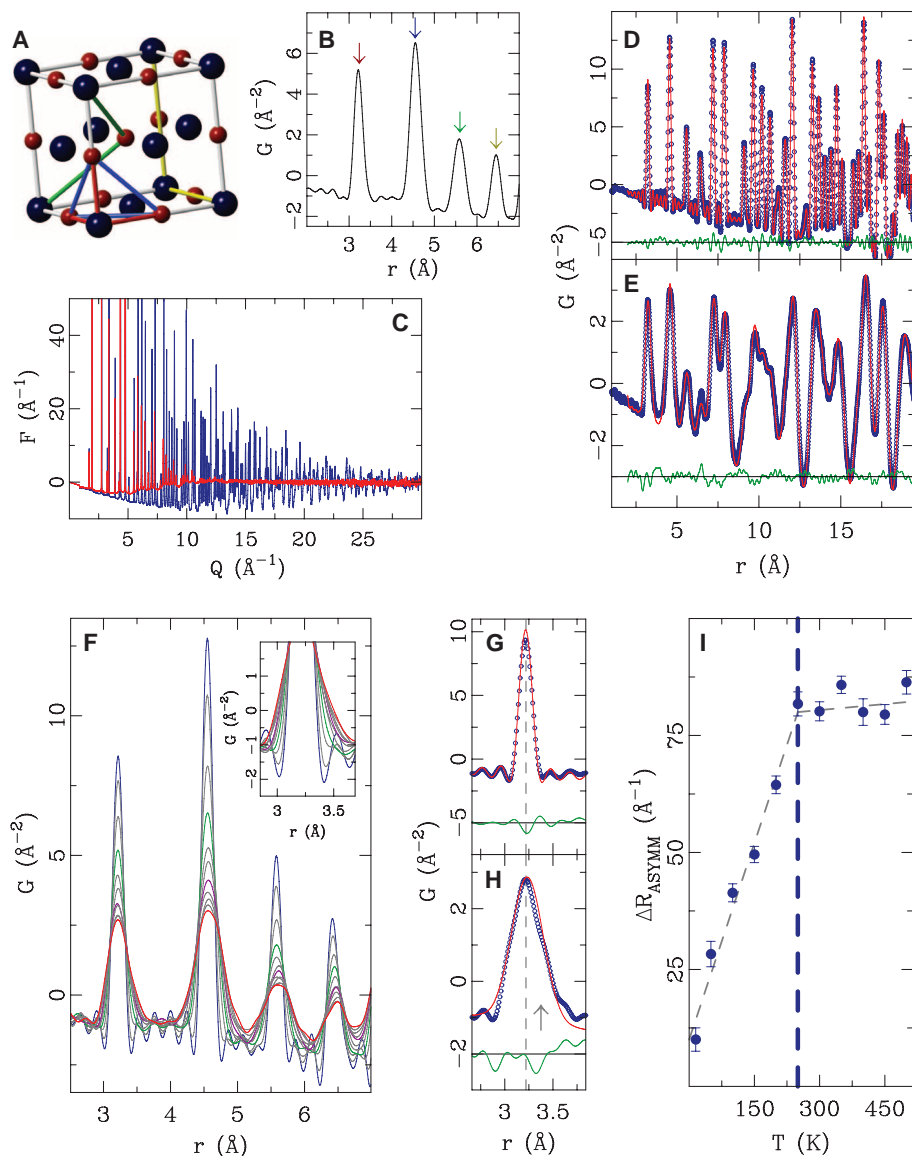 A
B
G (Å⁻²)
6
4
2
0
−2
3 4 5 6
r (Å)
C
F (Å⁻¹)
40
20
0
5 10 15 20 25
Q (Å⁻¹)
D
10
5
0
−5
G (Å⁻²)
E
2
0
−2
5 10 15
r (Å)
F
G (Å⁻²)
10
5
0
3 4 5 6
r (Å)
G (Å⁻²)
1
0
−1
−2
3 3.5
r (Å)
G
10
5
0
−5
G (Å⁻²)
H
2
0
−2
3 3.5
r (Å)
I
ΔR_ASYMM (Å⁻¹)
75
50
25
150 300 450
T (K)